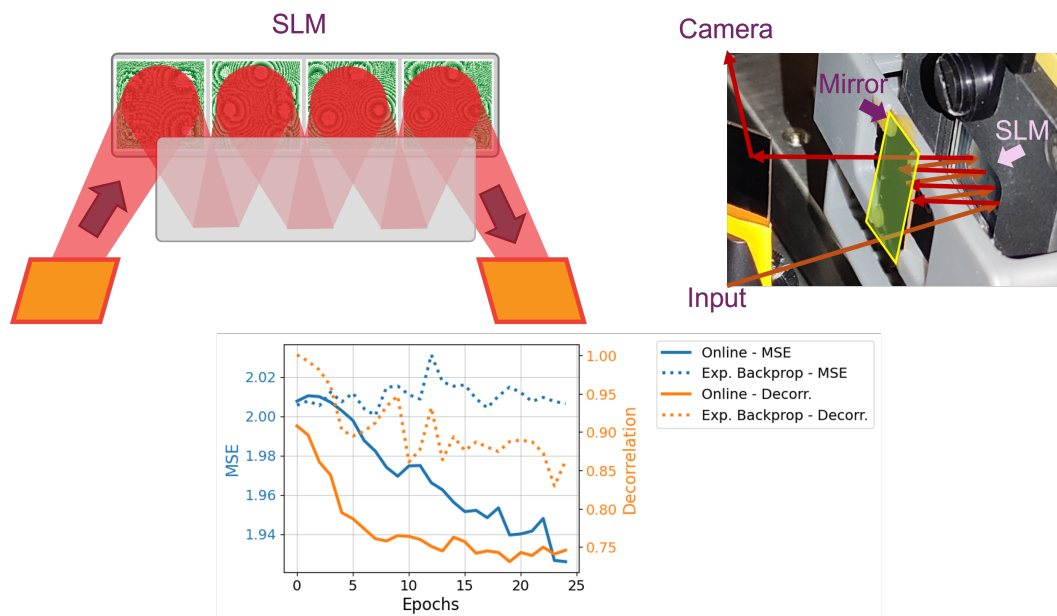 SLM
Camera
Mirror
SLM
Input
Online - MSE
Exp. Backprop - MSE
Online - Decorr.
Exp. Backprop - Decorr.
MSE
2.02
2.00
1.98
1.96
1.94
1.00
0.95
0.90
0.85
0.80
0.75
Decorrelation
0
5
10
15
20
25
Epochs